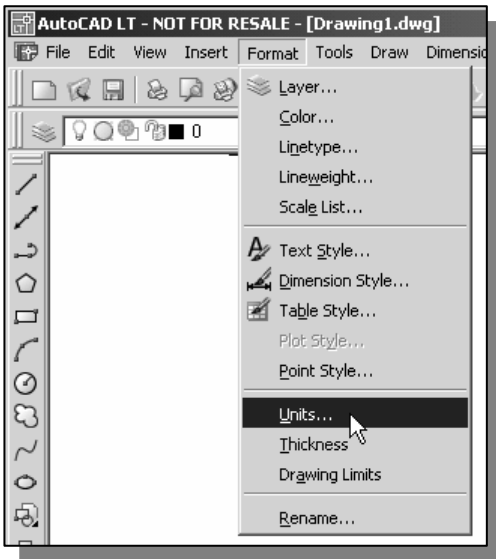 AutoCAD LT - NOT FOR RESALE - [Drawing1.dwg]
File Edit View Insert Format Tools Draw
0
Layer...
Color...
Linetype...
Lineweight...
Scale List...
Text Style...
Dimension Style...
Table Style...
Plot Style...
Point Style...
Units...
Thickness
Drawing Limits
Rename...